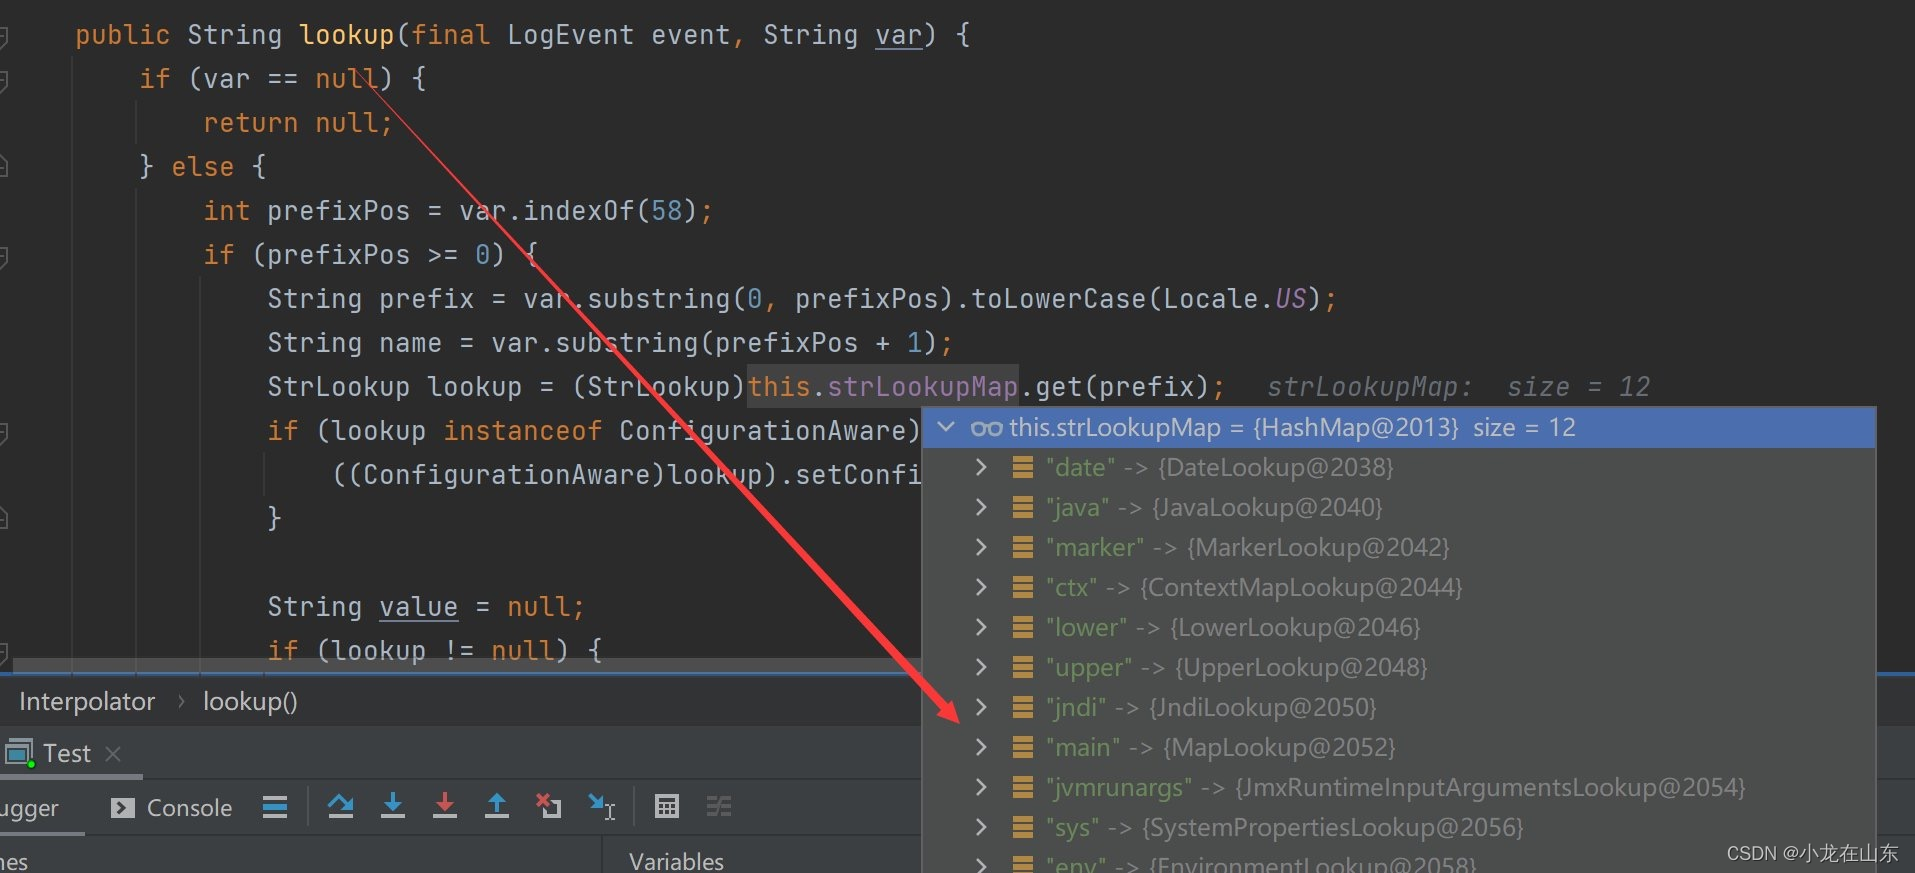 public String lookup(final LogEvent event, String var) {
if (var == null) {
return null;
} else {
int prefixPos = var.indexOf(58);
if (prefixPos >= 0) {
String prefix = var.substring(0, prefixPos).toLowerCase(Locale.US);
String name = var.substring(prefixPos + 1);
StrLookup lookup = (StrLookup)this.strLookupMap.get(prefix); strLookupMap: size = 12
if (lookup instanceof ConfigurationAware)
((ConfigurationAware)lookup).setConfi
}
String value = null;
if (lookup != null) {
this.strLookupMap = {HashMap@2013} size = 12
"date" -> {DateLookup@2038}
"java" -> {JavaLookup@2040}
"marker" -> {MarkerLookup@2042}
"ctx" -> {ContextMapLookup@2044}
"lower" -> {LowerLookup@2046}
"upper" -> {UpperLookup@2048}
"jndi" -> {JndiLookup@2050}
"main" -> {MapLookup@2052}
"jvmrunargs" -> {JmxRuntimeInputArgumentsLookup@2054}
"sys" -> {SystemPropertiesLookup@2056}
"env" -> {EnvironmentLookup@2058}
Interpolator › lookup()
Test
ugger Console
nes Variables
CSDN @小龙在山东